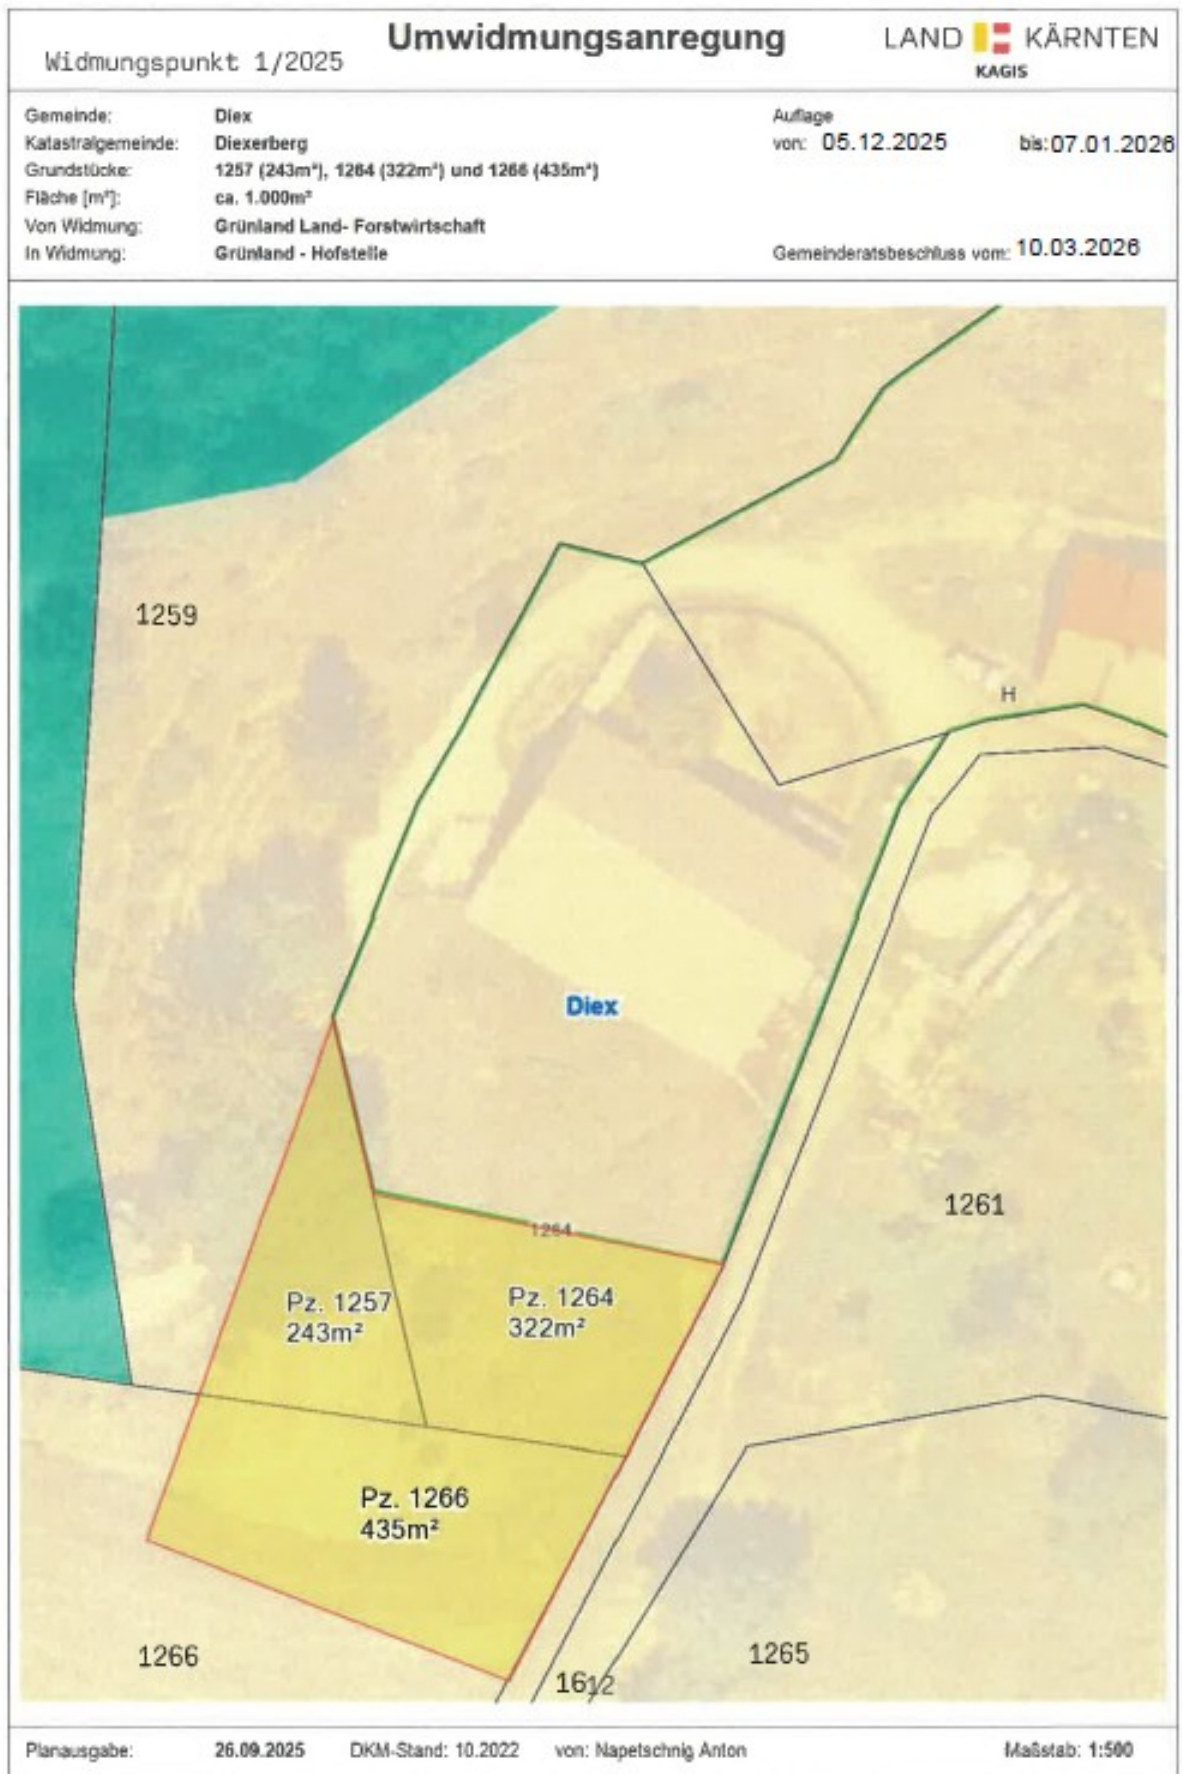 Umwidmungsanregung
Widmungspunkt 1/2025
LAND KÄRNTEN
KAGIS
Gemeinde: Diex
Katastralgemeinde: Diexerberg
Grundstücke: 1257 (243m²), 1264 (322m²) und 1266 (435m²)
Fläche [m²]: ca. 1.000m²
Von Widmung: Grünland Land- Forstwirtschaft
In Widmung: Grünland - Hofstelle
Auflage
von: 05.12.2025 bis: 07.01.2026
Gemeinderatsbeschluss vom: 10.03.2026
1259
H
Diex
1261
1264
Pz. 1257
243m²
Pz. 1264
322m²
Pz. 1266
435m²
1266
1265
1612
Planausgabe: 26.09.2025 DKM-Stand: 10.2022 von: Napetschnig Anton Maßstab: 1:500